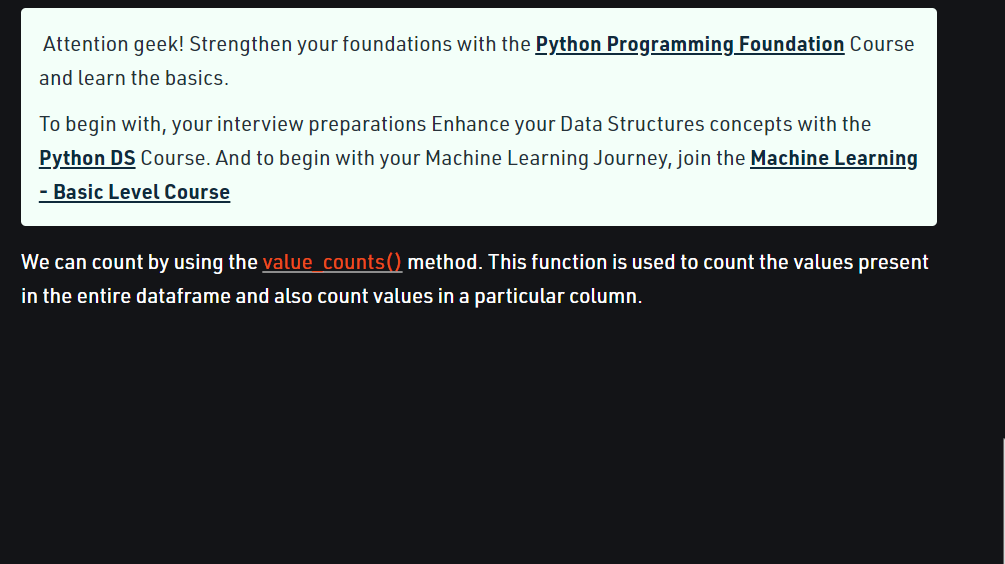 Attention geek! Strengthen your foundations with the Python Programming Foundation Course
and learn the basics.
To begin with, your interview preparations Enhance your Data Structures concepts with the
Python DS Course. And to begin with your Machine Learning Journey, join the Machine Learning
- Basic Level Course
We can count by using the value_counts() method. This function is used to count the values present
in the entire dataframe and also count values in a particular column.